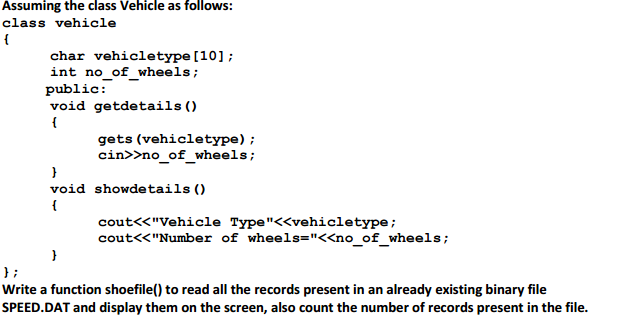 Assuming the class Vehicle as follows:
class vehicle
{
char vehicletype[10];
int no_of_wheels;
public:
void getdetails()
{
gets(vehicletype);
cin>>no_of_wheels;
}
void showdetails()
{
cout<<"Vehicle Type"<<vehicletype;
cout<<"Number of wheels="<<no_of_wheels;
}
};
Write a function shoefile() to read all the records present in an already existing binary file
SPEED.DAT and display them on the screen, also count the number of records present in the file.